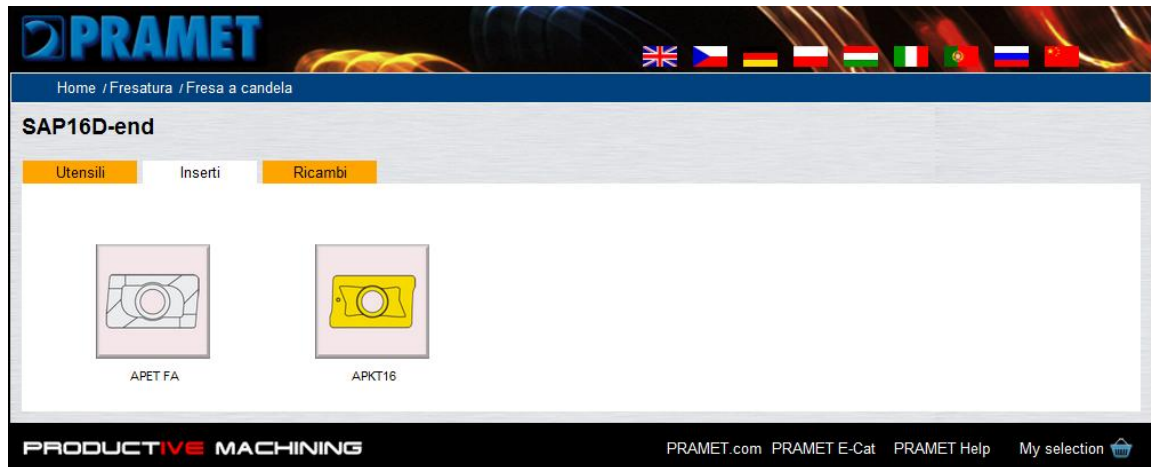 PRAMET
Home / Fresatura / Fresa a candela
SAP16D-end
Utensili Inserti Ricambi
APET FA APKT16
PRODUCTIVE MACHINING PRAMET.com PRAMET E-Cat PRAMET Help My selection